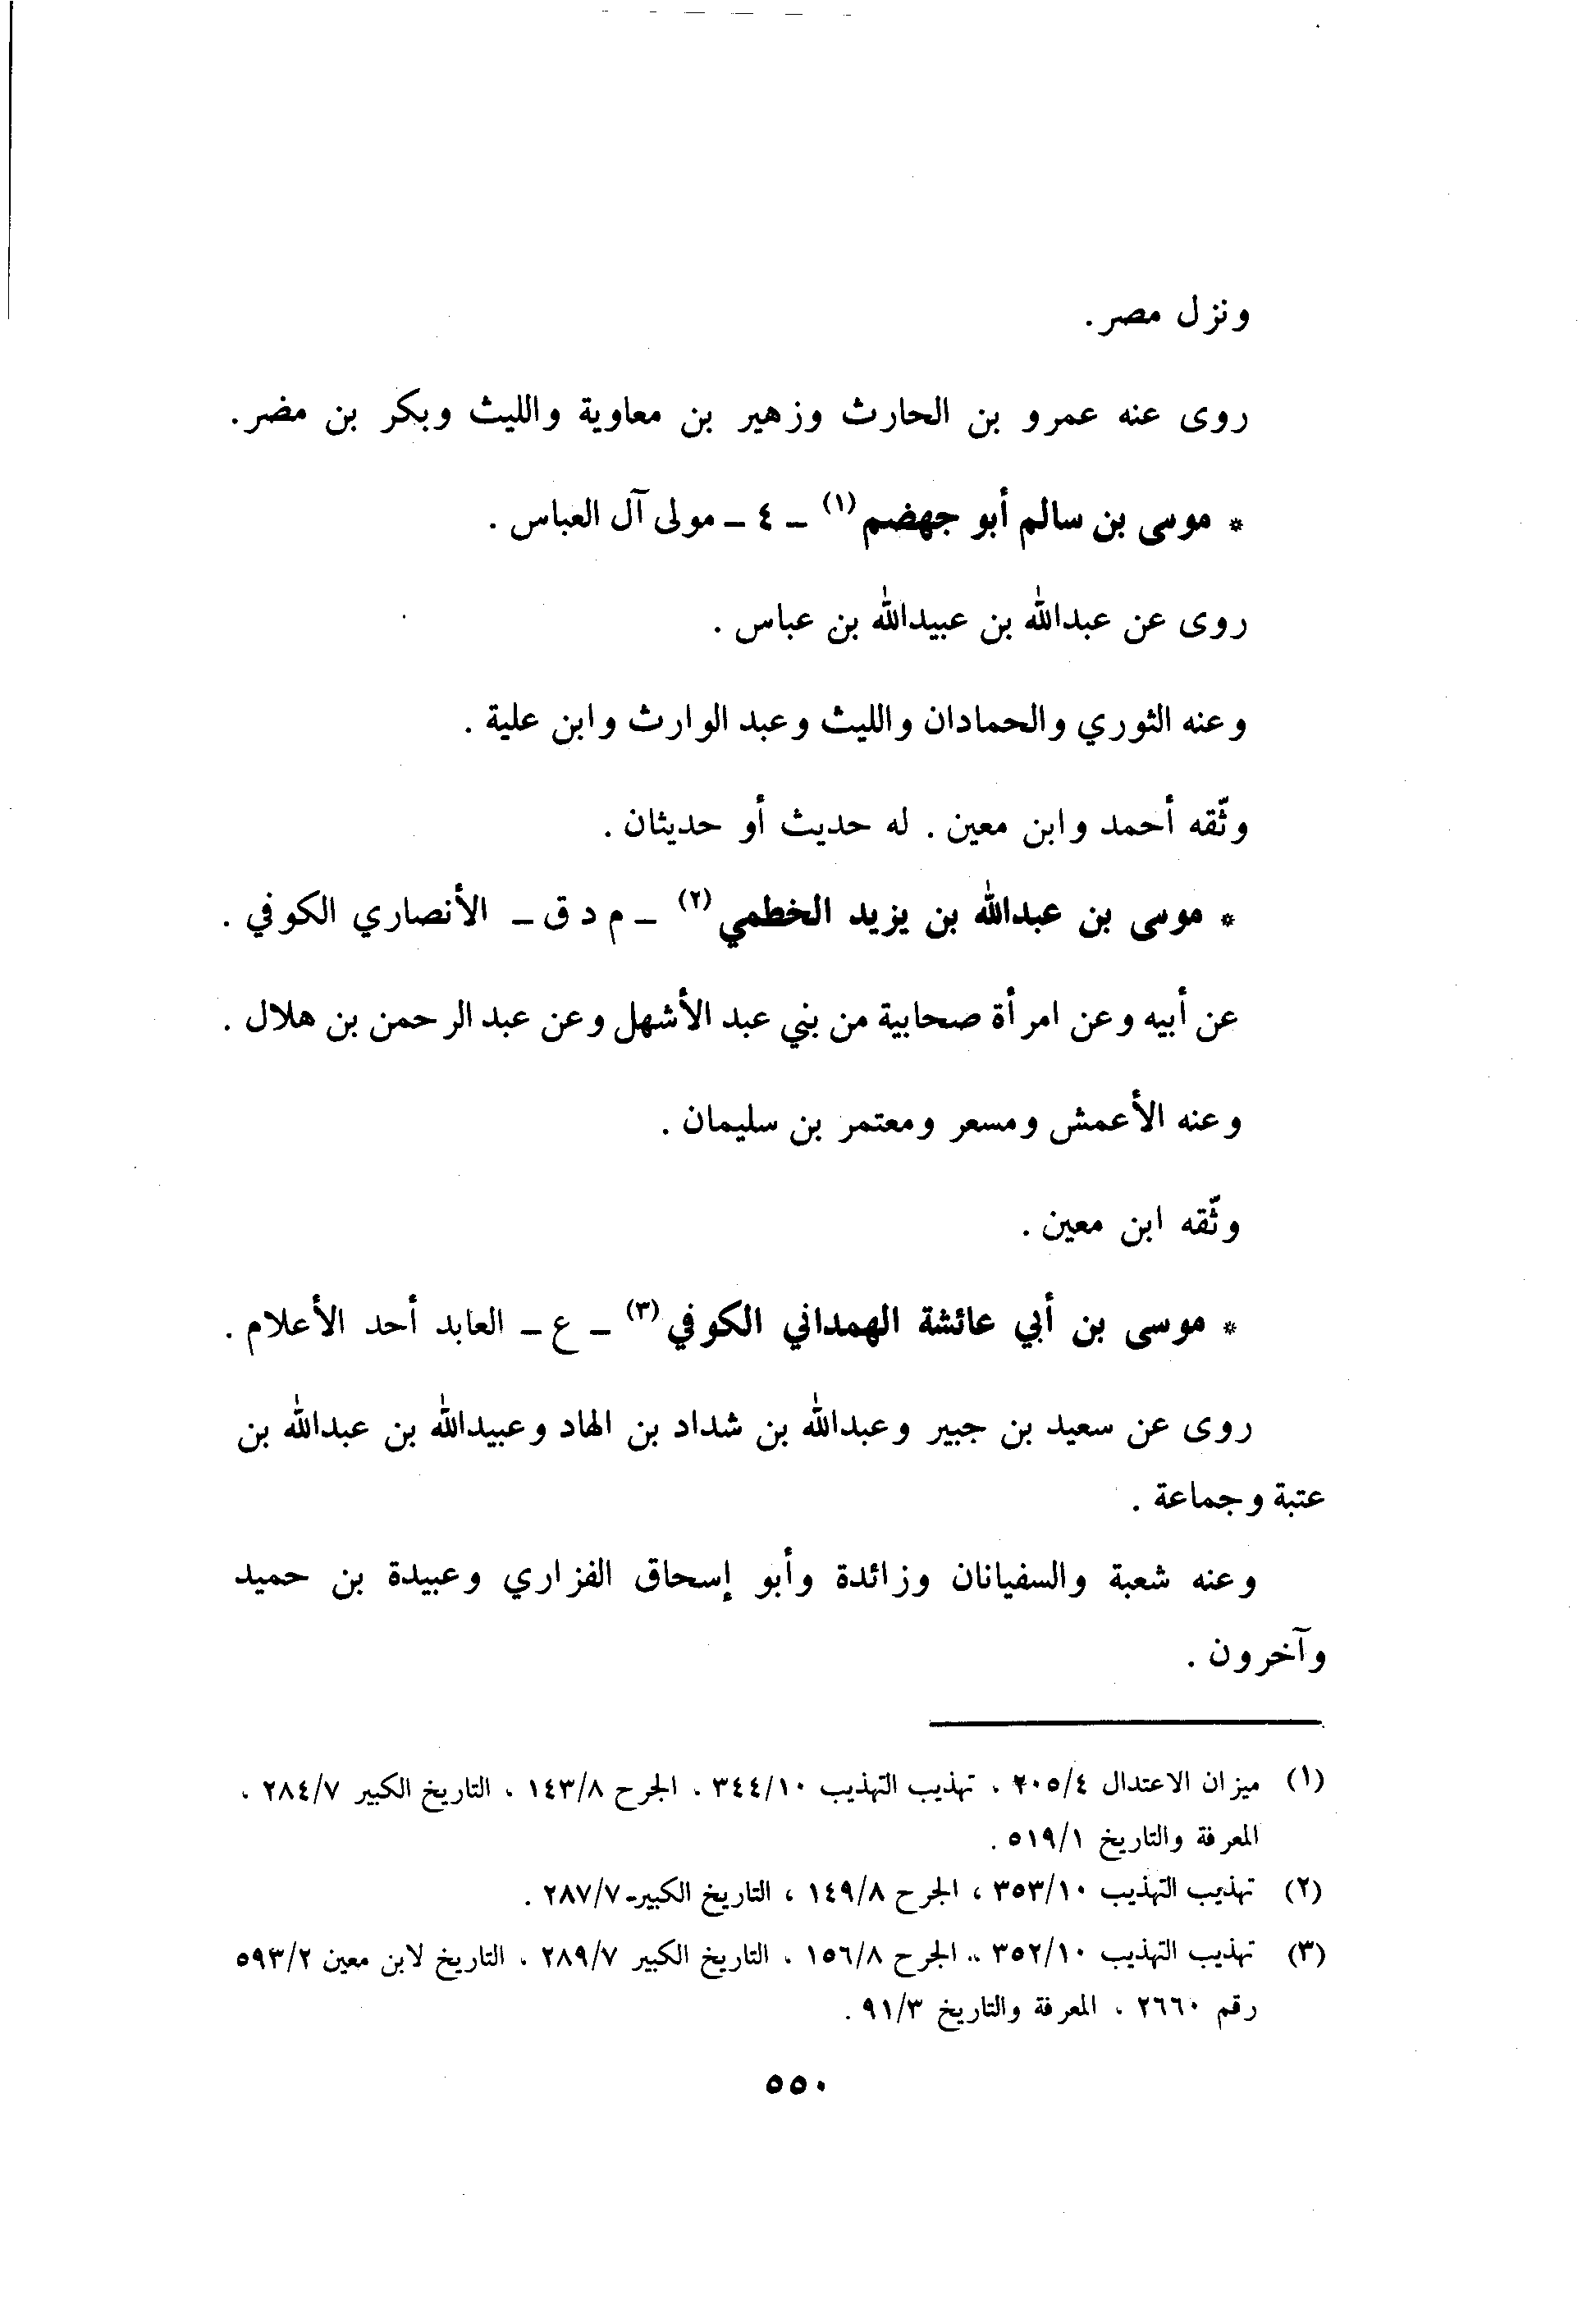 ونزل مصر.
روى عنه عمرو بن الحارث وزهير بن معاوية والليث وبكر بن مضر.
* موسى بن سالم أبو جهضم (١) ــ ٤ ــ مولى آل العباس .
روى عن عبدالله بن عبيدالله بن عباس .
وعنه الثوري والحمادان والليث وعبد الوارث وابن علية .
وثّقه أحمد وابن معين . له حديث أو حديثان .
* موسى بن عبدالله بن يزيد الخطمي (٢) ــ م د ق ــ الأنصاري الكوفي .
عن أبيه وعن امرأة صحابية من بني عبد الأشهل وعن عبد الرحمن بن هلال .
وعنه الأعمش ومسعر ومعتمر بن سليمان .
وثّقه ابن معين .
* موسى بن أبي عائشة الهمداني الكوفي (٣) ــ ع ــ العابد أحد الأعلام .
روى عن سعيد بن جبير وعبدالله بن شداد بن الهاد وعبيدالله بن عبدالله بن
عتبة وجماعة .
وعنه شعبة والسفيانان وزائدة وأبو إسحاق الفزاري وعبيدة بن حميد
وآخرون .
(١) ميزان الاعتدال ٢٠٥/٤ ، تهذيب التهذيب ٣٤٤/١٠ ، الجرح ١٤٣/٨ ، التاريخ الكبير ٢٨٤/٧ ،
المعرفة والتاريخ ٥١٩/١ .
(٢) تهذيب التهذيب ٣٥٣/١٠ ، الجرح ١٤٩/٨ ، التاريخ الكبير ٢٨٧/٧ .
(٣) تهذيب التهذيب ٣٥٢/١٠ .. الجرح ١٥٦/٨ ، التاريخ الكبير ٢٨٩/٧ ، التاريخ لابن معين ٥٩٣/٢
رقم ٢٦٦٠ ، المعرفة والتاريخ ٩١/٣ .
٥٥٠